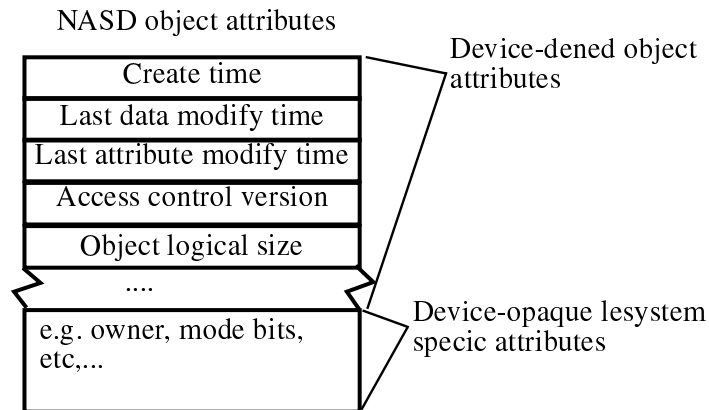 NASD object attributes
Create time
Last data modify time
Last attribute modify time
Access control version
Object logical size
....
e.g. owner, mode bits,
etc,...
Device-dened object
attributes
Device-opaque lesystem
specic attributes